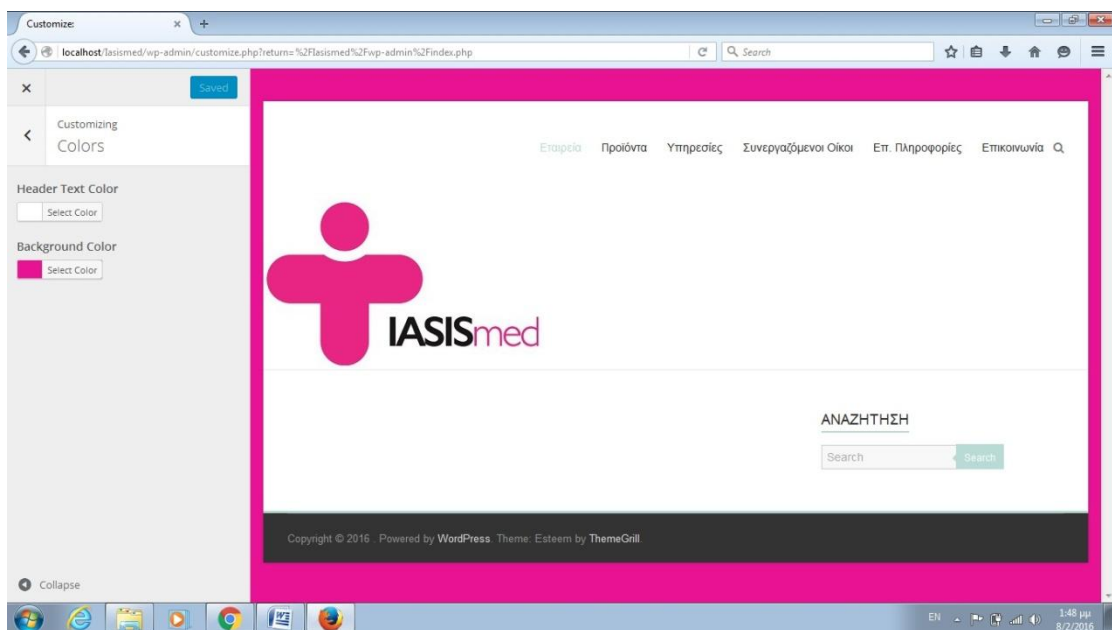 Customize:
localhost/Iasismed/wp-admin/customize.php?return=%2FIasismed%2Fwp-admin%2Findex.php
Search
Saved
Customizing
Colors
Header Text Color
Select Color
Background Color
Select Color
Collapse
Εταιρεία Προϊόντα Υπηρεσίες Συνεργαζόμενοι Οίκοι Επ. Πληροφορίες Επικοινωνία
IASISmed
ΑΝΑΖΗΤΗΣΗ
Search Search
Copyright © 2016 . Powered by WordPress. Theme: Esteem by ThemeGrill.
EN
1:48 μμ
8/2/2016